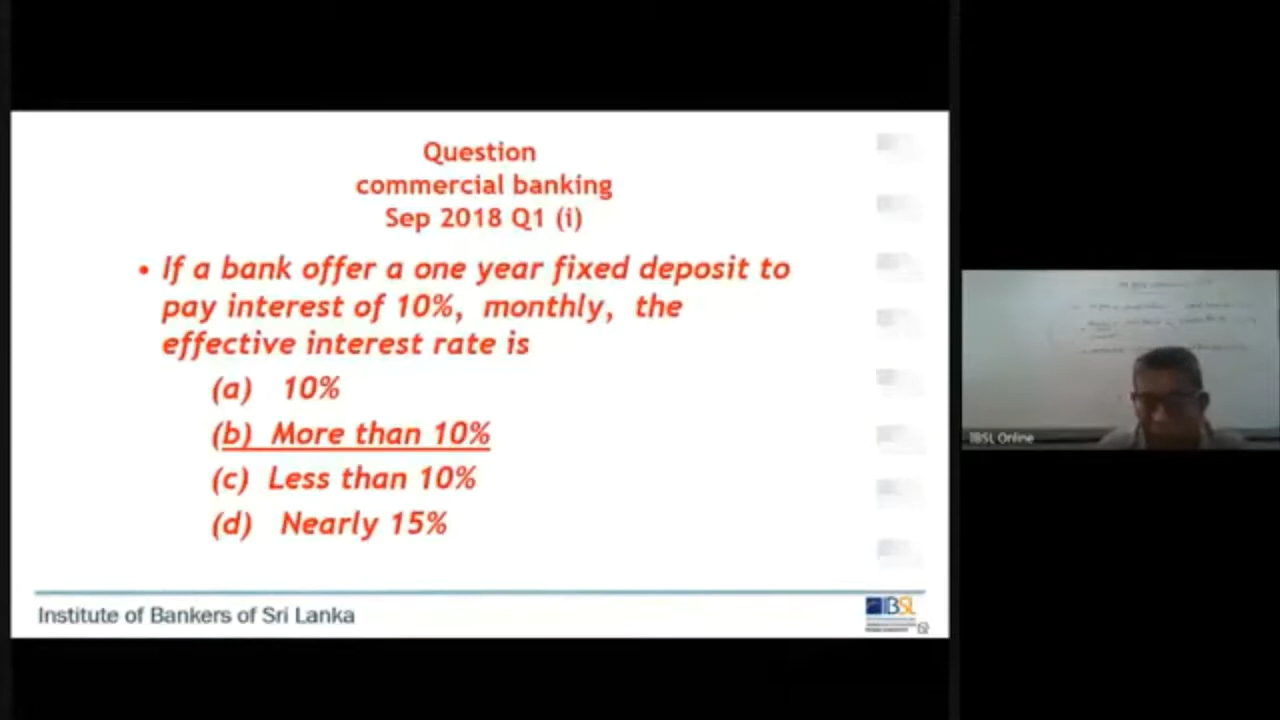 Question
commercial banking
Sep 2018 Q1 (i)
• If a bank offer a one year fixed deposit to
pay interest of 10%, monthly, the
effective interest rate is
(a) 10%
(b) More than 10%
(c) Less than 10%
(d) Nearly 15%
Institute of Bankers of Sri Lanka
IBSL
IBSL Online